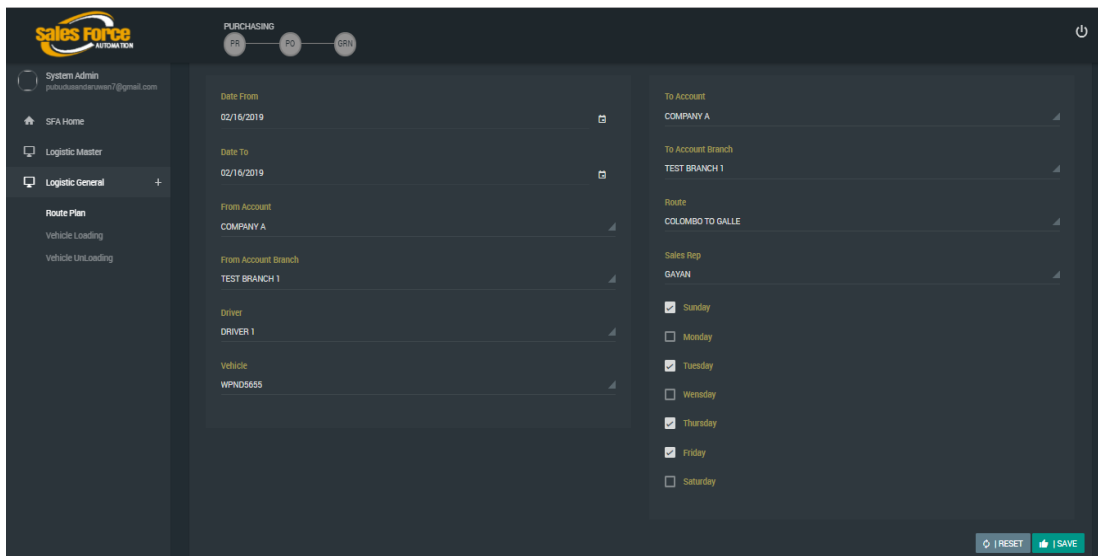 Sales Force
AUTOMATION
PURCHASING
PR PO GRN
System Admin
pubudusandaruwan7@gmail.com
SFA Home
Logistic Master
Logistic General +
Route Plan
Vehicle Loading
Vehicle UnLoading
Date From
02/16/2019
Date To
02/16/2019
From Account
COMPANY A
From Account Branch
TEST BRANCH 1
Driver
DRIVER 1
Vehicle
WPND5655
To Account
COMPANY A
To Account Branch
TEST BRANCH 1
Route
COLOMBO TO GALLE
Sales Rep
GAYAN
Sunday
Monday
Tuesday
Wensday
Thursday
Friday
Saturday
| RESET
| SAVE